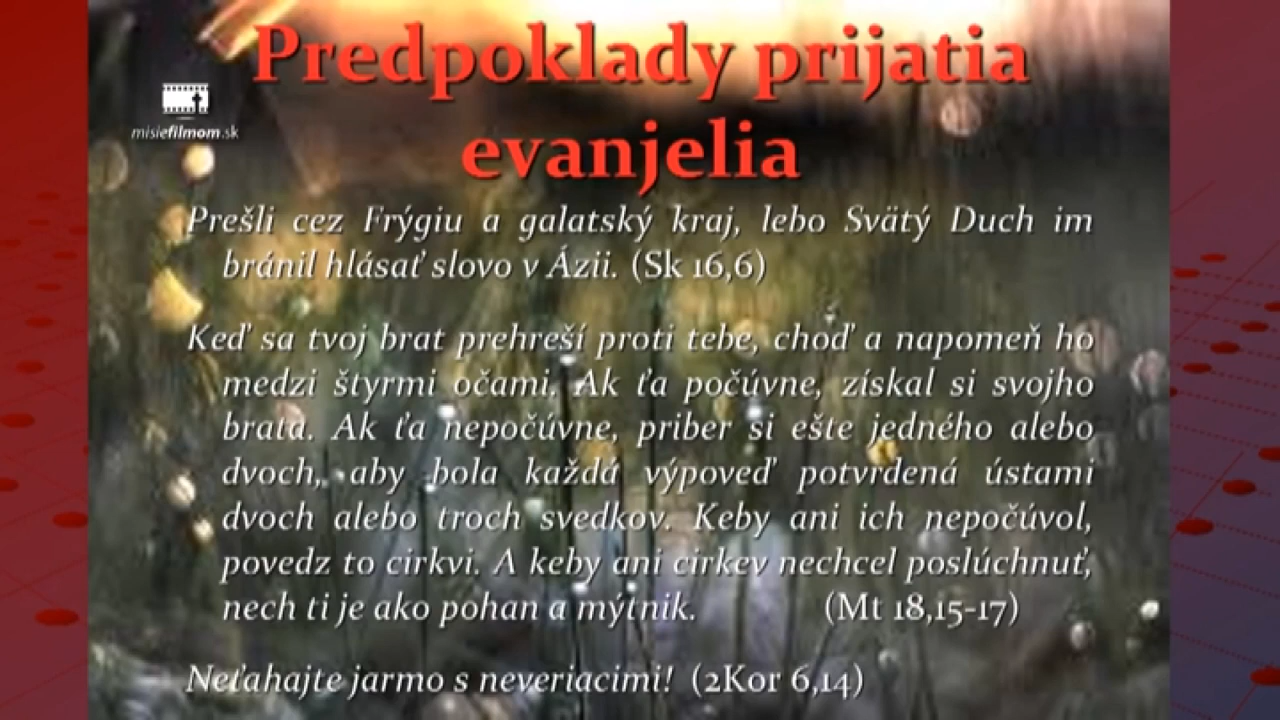 Predpoklady prijatia
evanjelia
misiefilmom.sk
Prešli cez Frýgiu a galatský kraj, lebo Svätý Duch im
bránil hlásať slovo v Ázii. (Sk 16,6)
Keď sa tvoj brat prehreší proti tebe, choď a napomeň ho
medzi štyrmi očami. Ak ťa počúvne, získal si svojho
brata. Ak ťa nepočúvne, priber si ešte jedného alebo
dvoch, aby bola každá výpoveď potvrdená ústami
dvoch alebo troch svedkov. Keby ani ich nepočúvol,
povedz to cirkvi. A keby ani cirkev nechcel poslúchnuť,
nech ti je ako pohan a mýtnik. (Mt 18,15-17)
Neťahajte jarmo s neveriacimi! (2Kor 6,14)